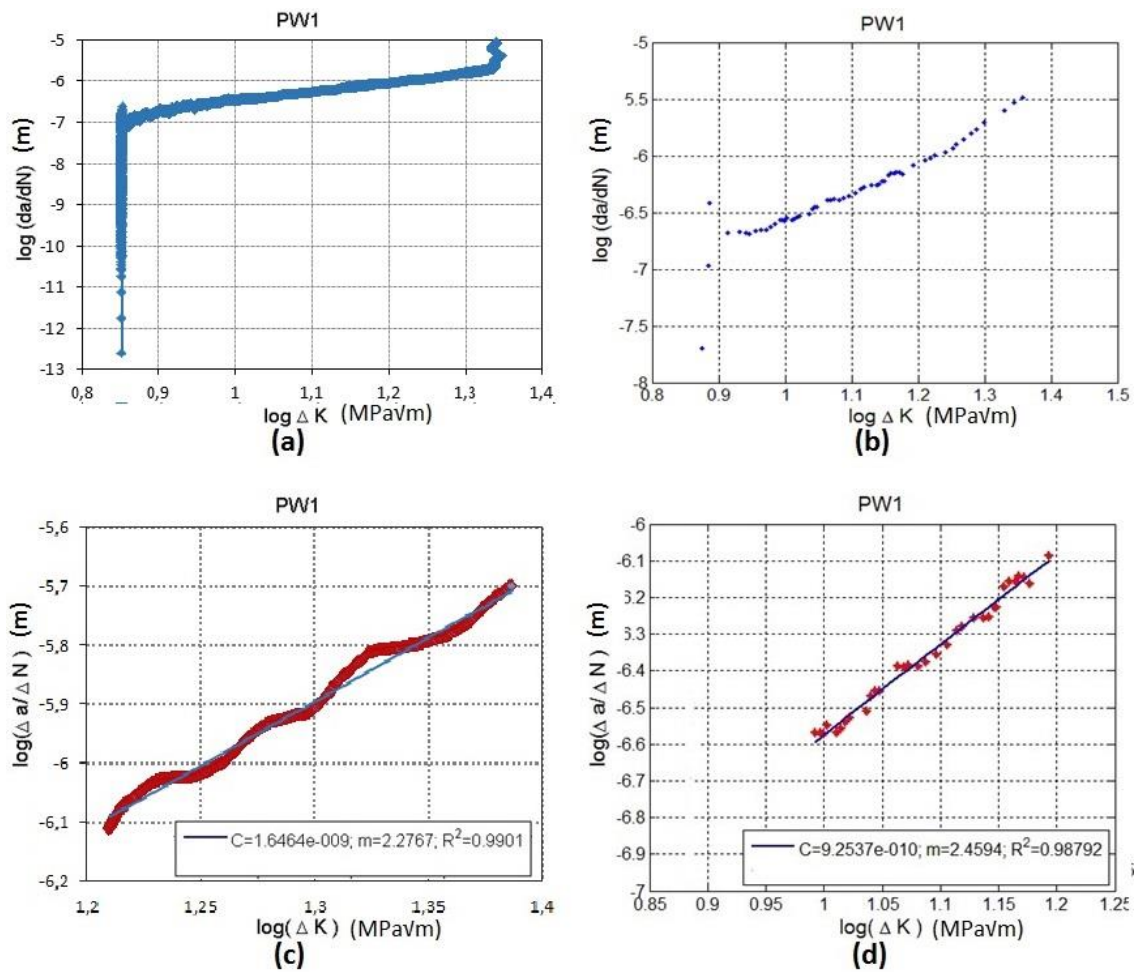 PW1
-5
-6
-7
-8
-9
-10
-11
-12
-13
log (da/dN) (m)
0,8 0,9 1 1,1 1,2 1,3 1,4
log Δ K (MPa√m)
(a)
PW1
-5
-5.5
-6
-6.5
-7
-7.5
-8
log (da/dN) (m)
0.8 0.9 1 1.1 1.2 1.3 1.4 1.5
log Δ K (MPa√m)
(b)
PW1
-5,6
-5,7
-5,8
-5,9
-6
-6,1
-6,2
log(Δ a/Δ N) (m)
C=1.6464e-009; m=2.2767; R²=0.9901
1,2 1,25 1,3 1,35 1,4
log(Δ K) (MPa√m)
(c)
PW1
-6
-6.1
6.2
6.3
-6.4
-6.5
-6.6
-6.7
-6.8
-6.9
-7
log(Δ a/Δ N) (m)
C=9.2537e-010; m=2.4594; R²=0.98792
0.85 0.9 0.95 1 1.05 1.1 1.15 1.2 1.25
log(Δ K) (MPa√m)
(d)